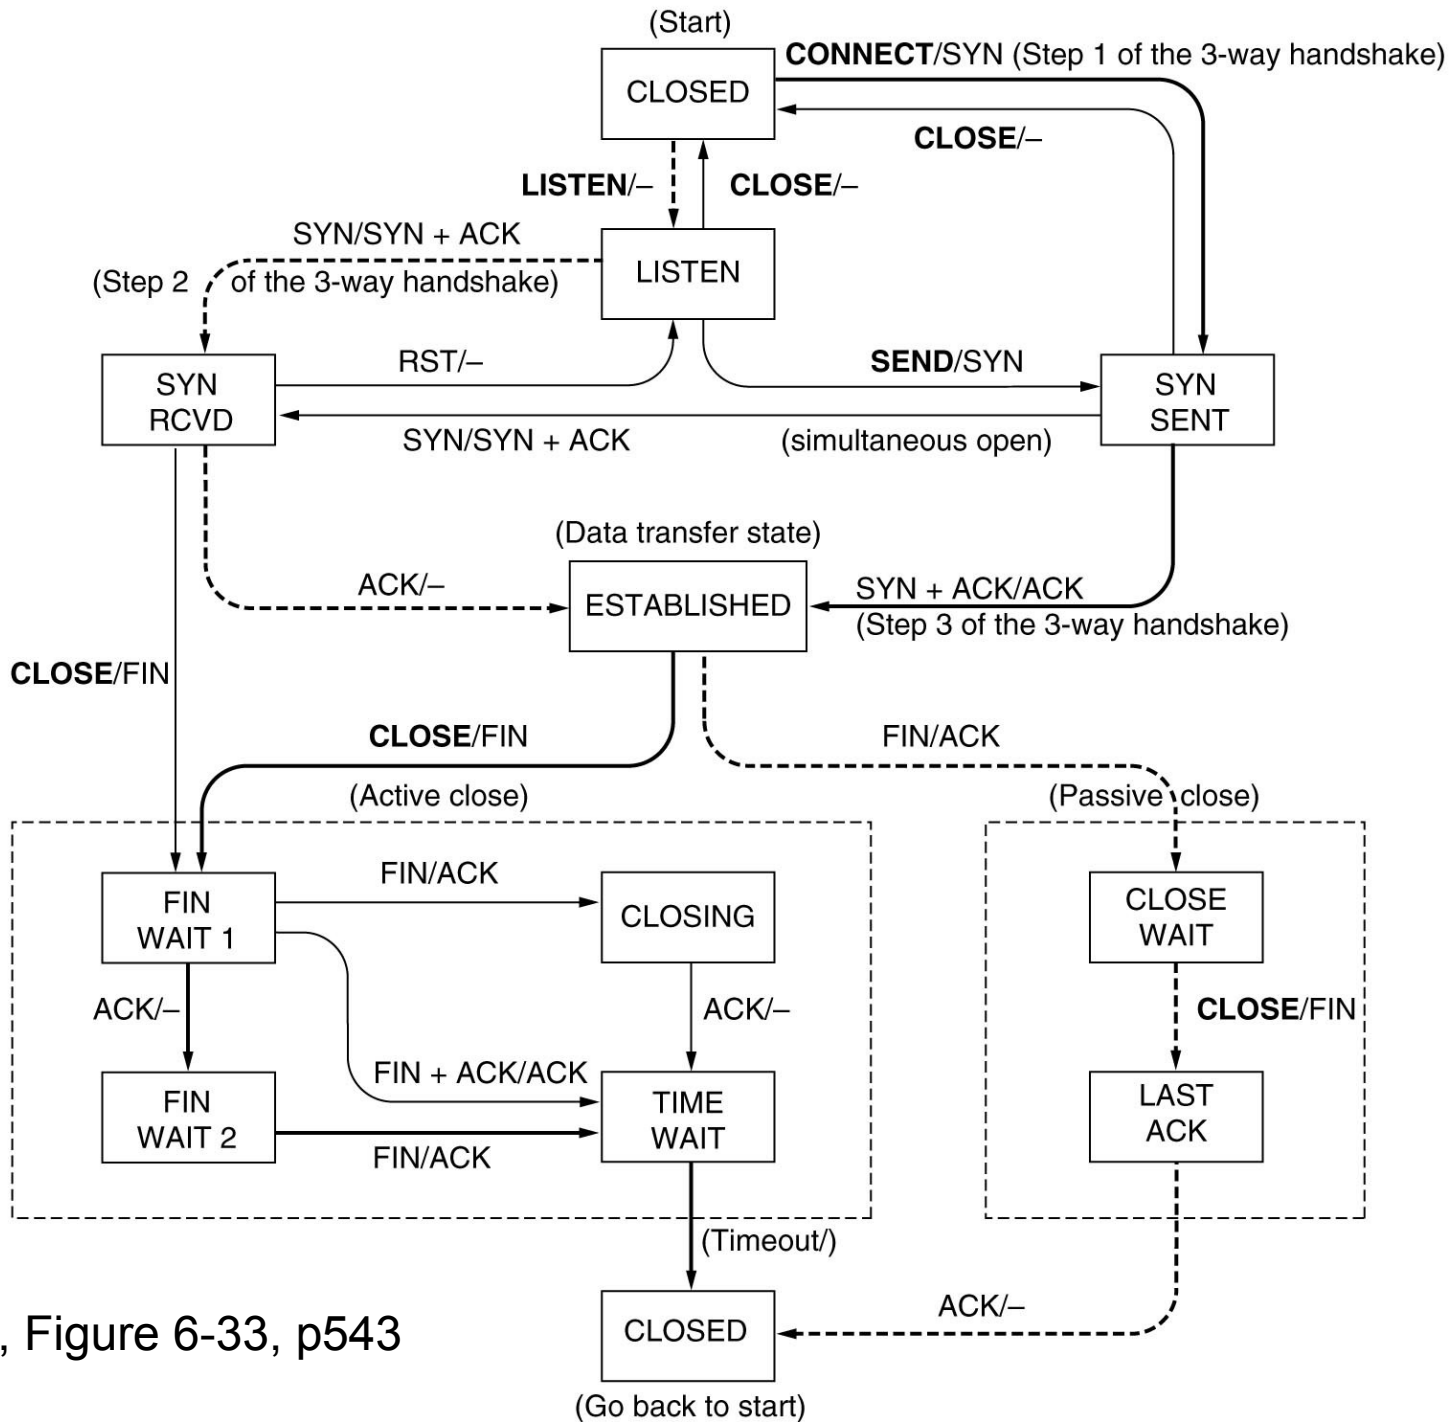 (Start)
CLOSED
CONNECT/SYN (Step 1 of the 3-way handshake)
CLOSE/–
LISTEN/–
CLOSE/–
SYN/SYN + ACK
(Step 2 of the 3-way handshake)
LISTEN
RST/–
SEND/SYN
SYN
RCVD
SYN
SENT
SYN/SYN + ACK
(simultaneous open)
(Data transfer state)
ACK/–
ESTABLISHED
SYN + ACK/ACK
(Step 3 of the 3-way handshake)
CLOSE/FIN
CLOSE/FIN
FIN/ACK
(Active close)
(Passive close)
FIN
WAIT 1
FIN/ACK
CLOSING
CLOSE
WAIT
ACK/–
ACK/–
CLOSE/FIN
FIN + ACK/ACK
FIN
WAIT 2
FIN/ACK
TIME
WAIT
LAST
ACK
(Timeout/)
ACK/–
CLOSED
, Figure 6-33, p543
(Go back to start)